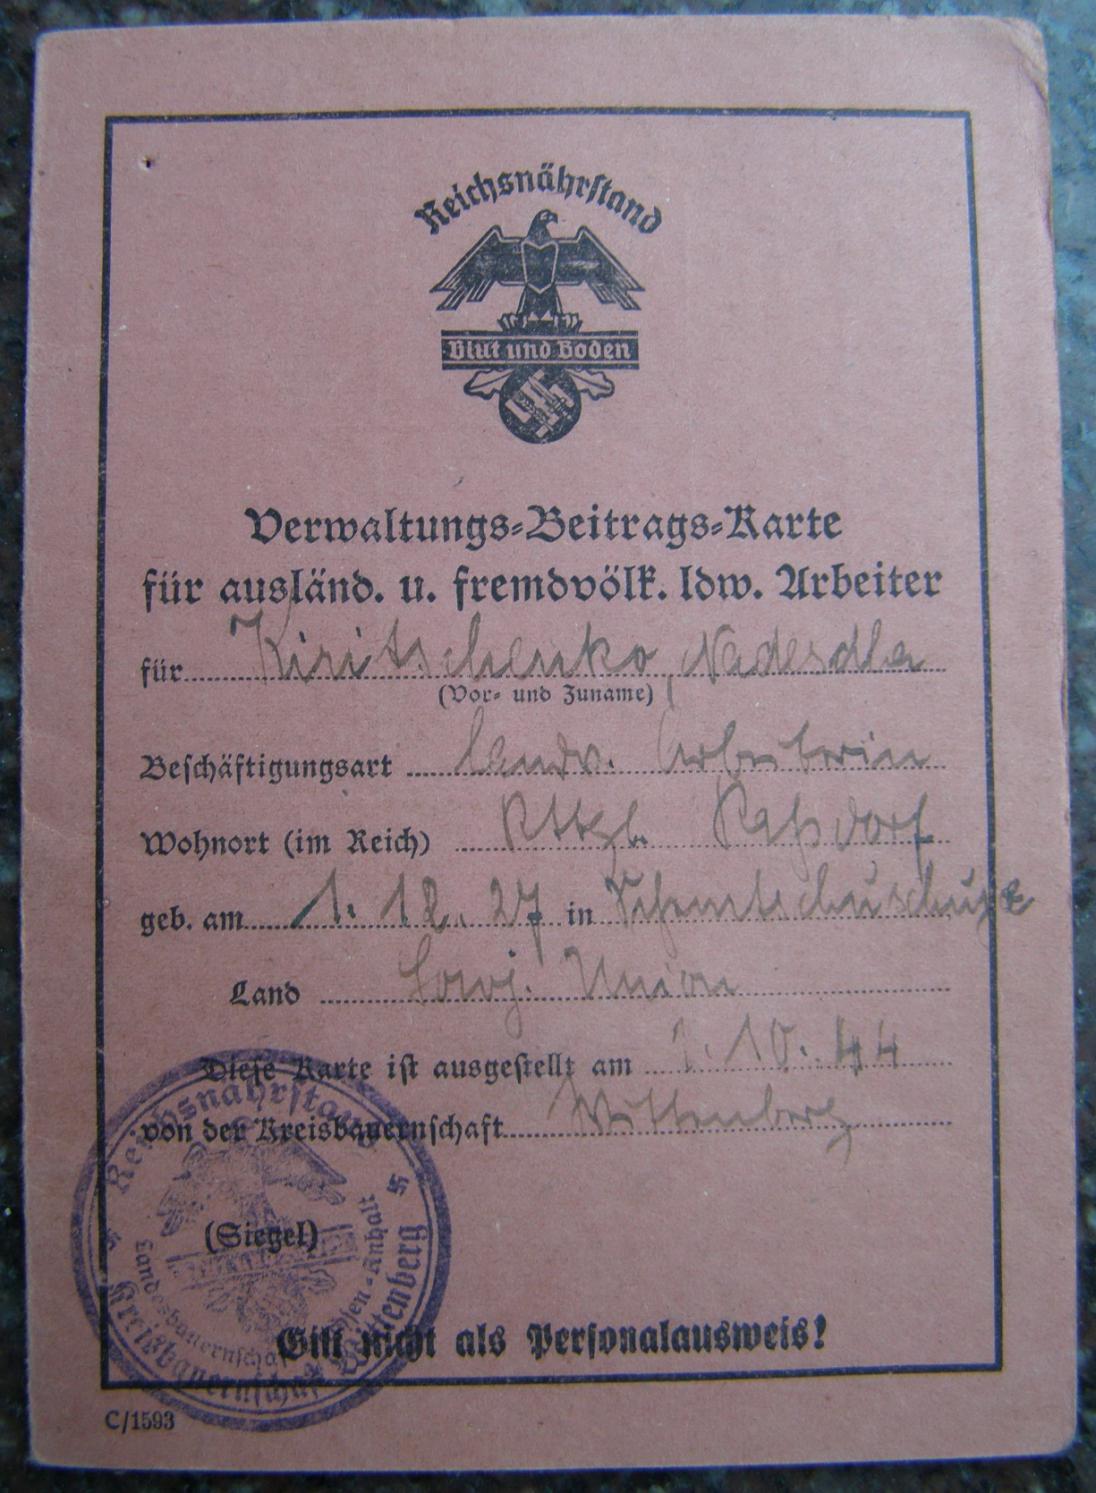 Reichsnährstand
Blut und Boden
Verwaltungs-Beitrags-Karte
für ausländ. u. fremdvölk. ldw. Arbeiter
für Kiritschenko, Nadesdha
(Vor- und Zuname)
Beschäftigungsart landw. Arbeiterin
Wohnort (im Reich)
geb. am 1. 12. 27 in
Land Sowj. Union
Diese Karte ist ausgestellt am 1. 10. 44
von der Kreisbauernschaft Wittenberg
(Siegel)
Reichsnährstand
Landesbauernschaft Sachsen-Anhalt
Kreisbauernschaft Wittenberg
Gilt nicht als Personalausweis!
C/1593